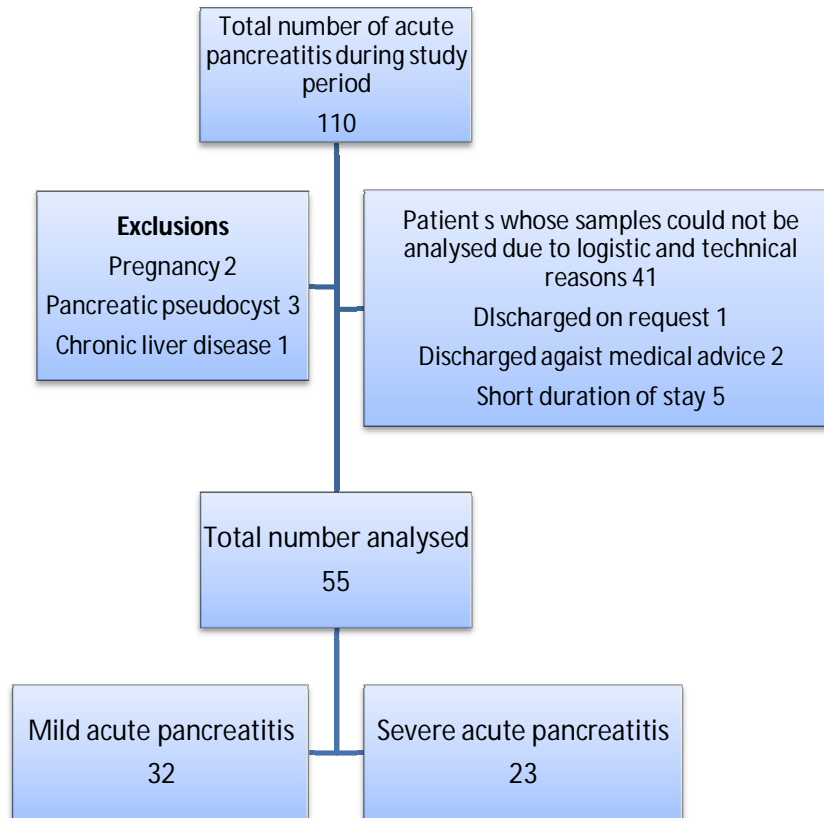 Total number of acute
pancreatitis during study
period
110
Exclusions
Pregnancy 2
Pancreatic pseudocyst 3
Chronic liver disease 1
Patient s whose samples could not be
analysed due to logistic and technical
reasons 41
DIscharged on request 1
Discharged agaist medical advice 2
Short duration of stay 5
Total number analysed
55
Mild acute pancreatitis
32
Severe acute pancreatitis
23